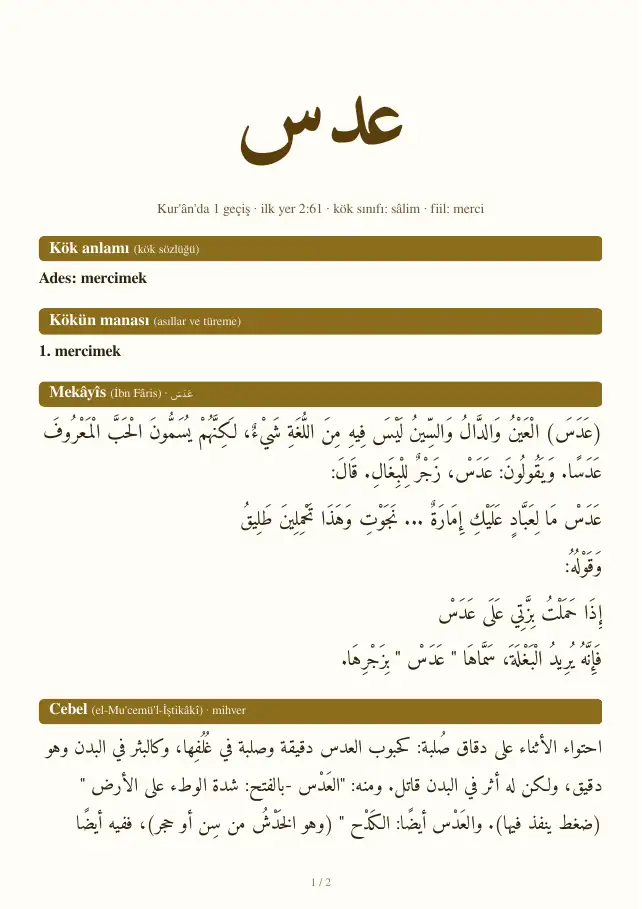 عدس
Kur'ân'da 1 geçiş · ilk yer 2:61 · kök sınıfı: sâlim · fiil: merci
Kök anlamı (kök sözlüğü)
Ades: mercimek
Kökün manası (asıllar ve türeme)
1. mercimek
Mekâyîs (İbn Fâris) · عَدَسَ
(عَدَسَ) الْعَيْنُ وَالدَّالُ وَالسِّينُ لَيْسَ فِيهِ مِنَ اللُّغَةِ شَيْءٌ، لَكِنَّهُمْ يُسَمُّونَ الْحَبَّ الْمَعْرُوفَ
عَدَسًا. وَيَقُولُونَ: عَدَسْ، زَجْرٌ لِلْبِغَالِ. قَالَ:
عَدَسْ مَا لِعَبَّادٍ عَلَيْكِ إِمَارَةٌ ... نَجَوْتِ وَهَذَا تَحْمِلِينَ طَلِيقُ
وَقَوْلُهُ:
إِذَا حَمَلْتُ بِزَّتِي عَلَى عَدَسْ
فَإِنَّهُ يُرِيدُ الْبَغْلَةَ، سَمَّاهَا " عَدَسْ " بِزَجْرِهَا.
Cebel (el-Mu'cemü'l-İştikâkî) · mihver
احتواء الأثناء على دقاق صُلبة: كحبوب العدس دقيقة وصلبة في غُلُفِها، وكالبثر في البدن وهو
دقيق، ولكن له أثر في البدن قاتل. ومنه: "العَدْس -بالفتح: شدة الوطء على الأرض "
(ضغط ينفذ فيها). والعَدْس أيضًا: الكَدْح " (وهو الخَدْشُ من سِن أو حجر)، ففيه أيضًا
1 / 2